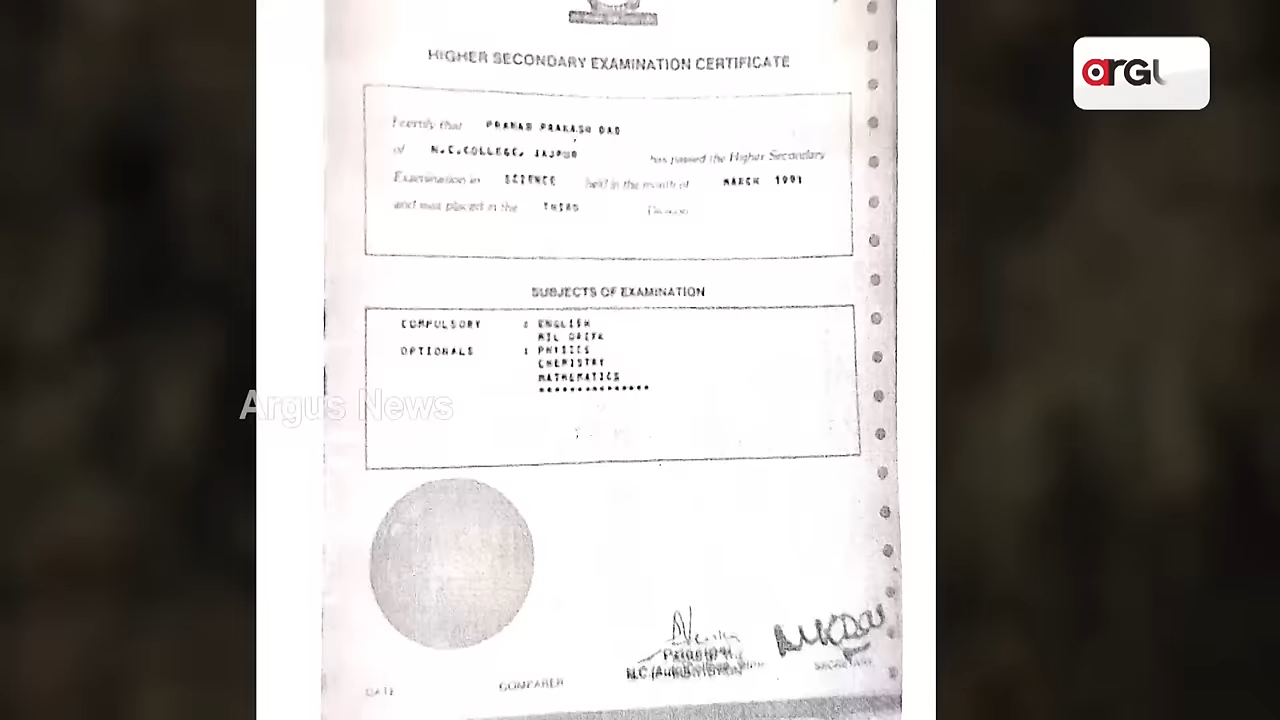 ARGU
HIGHER SECONDARY EXAMINATION CERTIFICATE
I certify that PRANAB PRAKASH DAS
of N.C.COLLEGE, JAJPUR has passed the Higher Secondary
Examination in SCIENCE held in the month of MARCH 1991
and was placed in the THIRD Division
SUBJECTS OF EXAMINATION
COMPULSORY : ENGLISH
MIL ORIYA
OPTIONALS : PHYSICS
CHEMISTRY
MATHEMATICS
***************
Argus News
DATE
COMPARER
SECRETARY